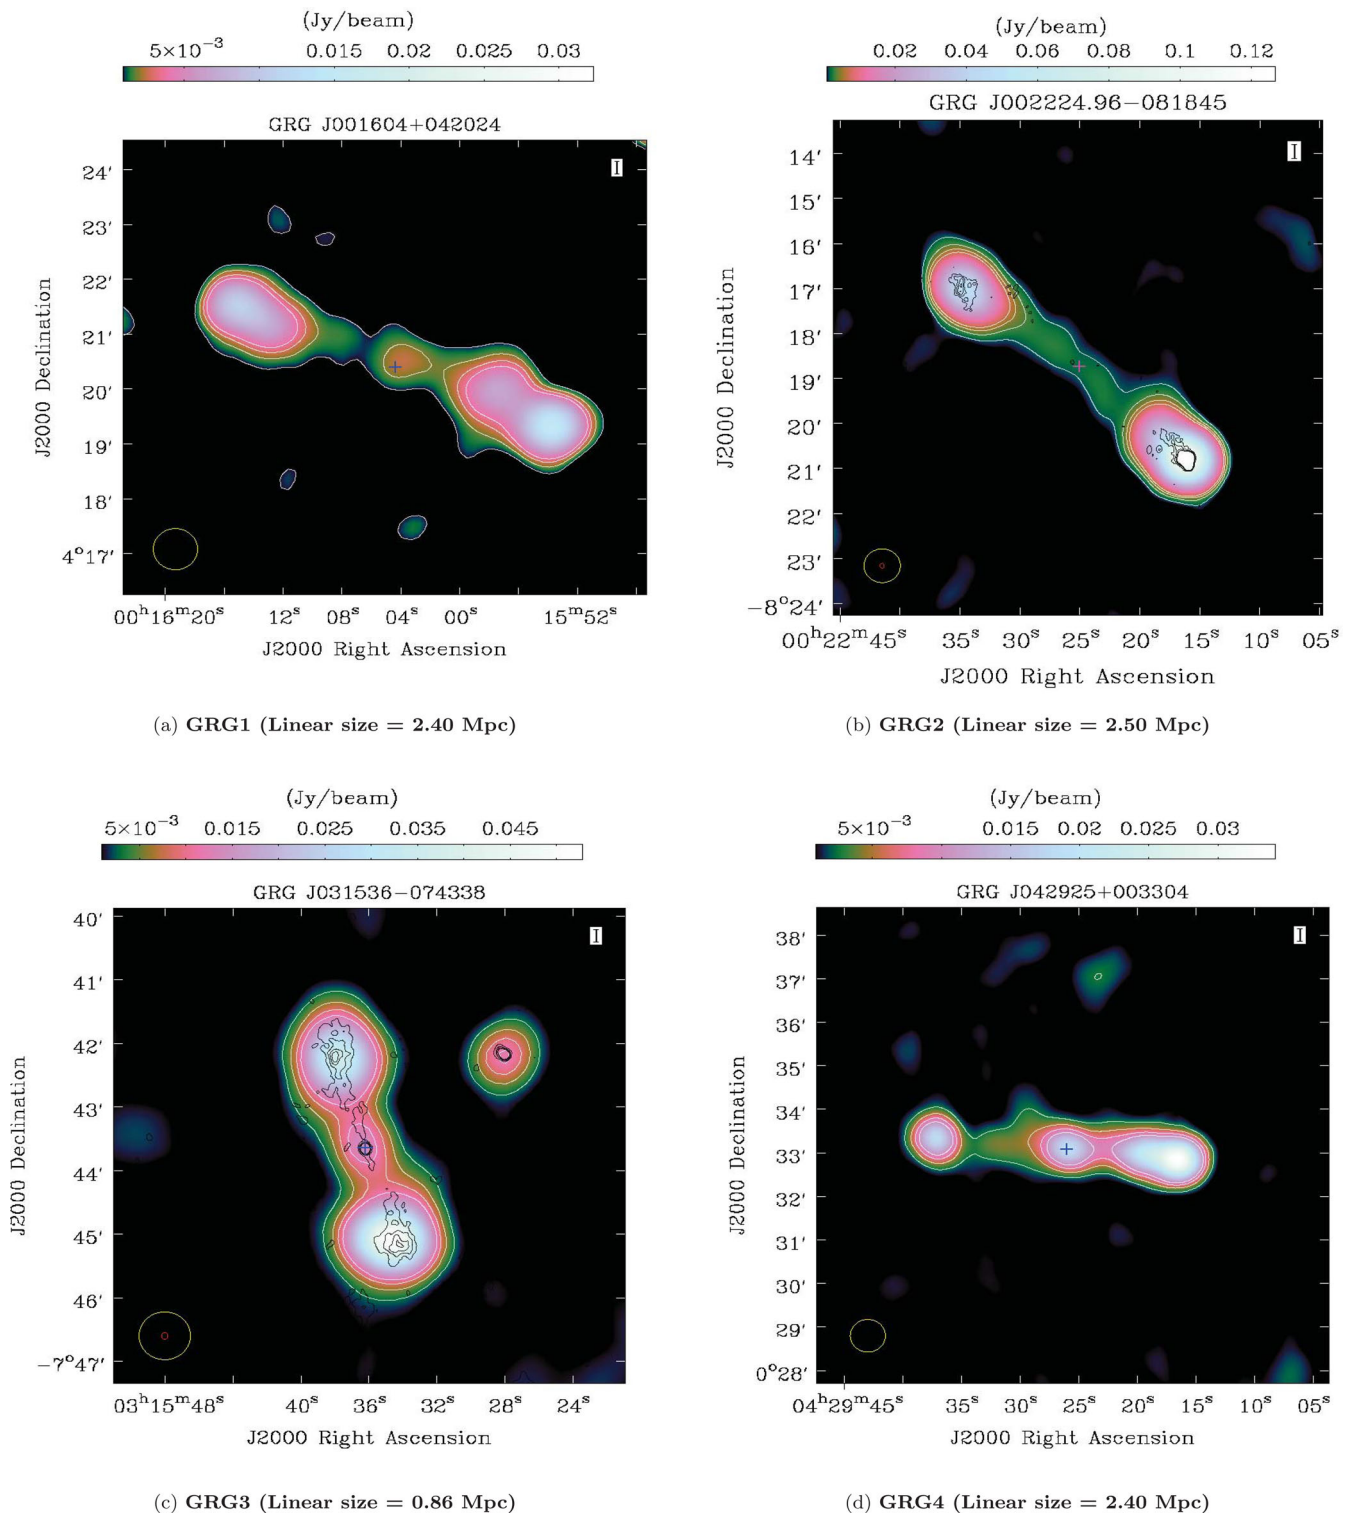 (Jy/beam)
5×10⁻³ 0.015 0.02 0.025 0.03
GRG J001604+042024
I
24′
23′
22′
21′
20′
19′
18′
4°17′
J2000 Declination
00ʰ16ᵐ20ˢ 12ˢ 08ˢ 04ˢ 00ˢ 15ᵐ52ˢ
J2000 Right Ascension
(a) GRG1 (Linear size = 2.40 Mpc)
(Jy/beam)
0.02 0.04 0.06 0.08 0.1 0.12
GRG J002224.96−081845
I
14′
15′
16′
17′
18′
19′
20′
21′
22′
23′
−8°24′
J2000 Declination
00ʰ22ᵐ45ˢ 35ˢ 30ˢ 25ˢ 20ˢ 15ˢ 10ˢ 05ˢ
J2000 Right Ascension
(b) GRG2 (Linear size = 2.50 Mpc)
(Jy/beam)
5×10⁻³ 0.015 0.025 0.035 0.045
GRG J031536−074338
I
40′
41′
42′
43′
44′
45′
46′
−7°47′
J2000 Declination
03ʰ15ᵐ48ˢ 40ˢ 36ˢ 32ˢ 28ˢ 24ˢ
J2000 Right Ascension
(c) GRG3 (Linear size = 0.86 Mpc)
(Jy/beam)
5×10⁻³ 0.015 0.02 0.025 0.03
GRG J042925+003304
I
38′
37′
36′
35′
34′
33′
32′
31′
30′
29′
0°28′
J2000 Declination
04ʰ29ᵐ45ˢ 35ˢ 30ˢ 25ˢ 20ˢ 15ˢ 10ˢ 05ˢ
J2000 Right Ascension
(d) GRG4 (Linear size = 2.40 Mpc)